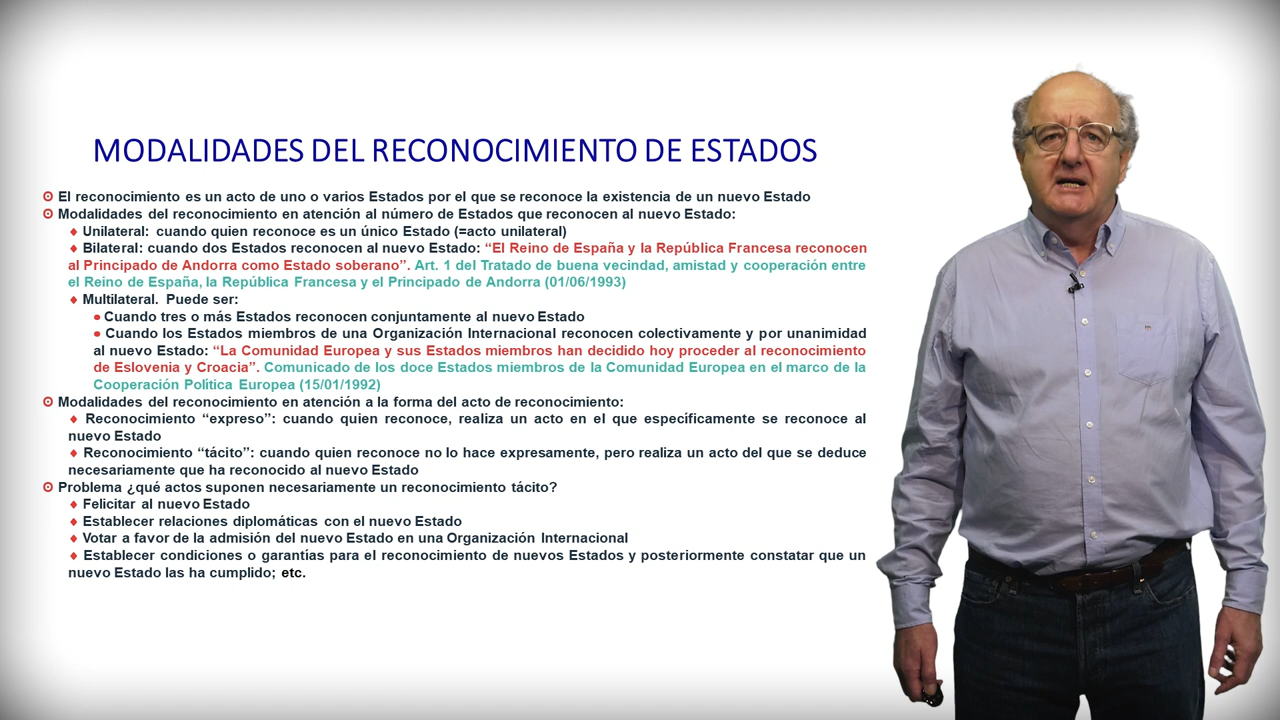 MODALIDADES DEL RECONOCIMIENTO DE ESTADOS
El reconocimiento es un acto de uno o varios Estados por el que se reconoce la existencia de un nuevo Estado
Modalidades del reconocimiento en atención al número de Estados que reconocen al nuevo Estado:
Unilateral: cuando quien reconoce es un único Estado (=acto unilateral)
Bilateral: cuando dos Estados reconocen al nuevo Estado: “El Reino de España y la República Francesa reconocen
al Principado de Andorra como Estado soberano”. Art. 1 del Tratado de buena vecindad, amistad y cooperación entre
el Reino de España, la República Francesa y el Principado de Andorra (01/06/1993)
Multilateral. Puede ser:
Cuando tres o más Estados reconocen conjuntamente al nuevo Estado
Cuando los Estados miembros de una Organización Internacional reconocen colectivamente y por unanimidad
al nuevo Estado: “La Comunidad Europea y sus Estados miembros han decidido hoy proceder al reconocimiento
de Eslovenia y Croacia”. Comunicado de los doce Estados miembros de la Comunidad Europea en el marco de la
Cooperación Política Europea (15/01/1992)
Modalidades del reconocimiento en atención a la forma del acto de reconocimiento:
Reconocimiento “expreso”: cuando quien reconoce, realiza un acto en el que específicamente se reconoce al
nuevo Estado
Reconocimiento “tácito”: cuando quien reconoce no lo hace expresamente, pero realiza un acto del que se deduce
necesariamente que ha reconocido al nuevo Estado
Problema ¿qué actos suponen necesariamente un reconocimiento tácito?
Felicitar al nuevo Estado
Establecer relaciones diplomáticas con el nuevo Estado
Votar a favor de la admisión del nuevo Estado en una Organización Internacional
Establecer condiciones o garantías para el reconocimiento de nuevos Estados y posteriormente constatar que un
nuevo Estado las ha cumplido; etc.